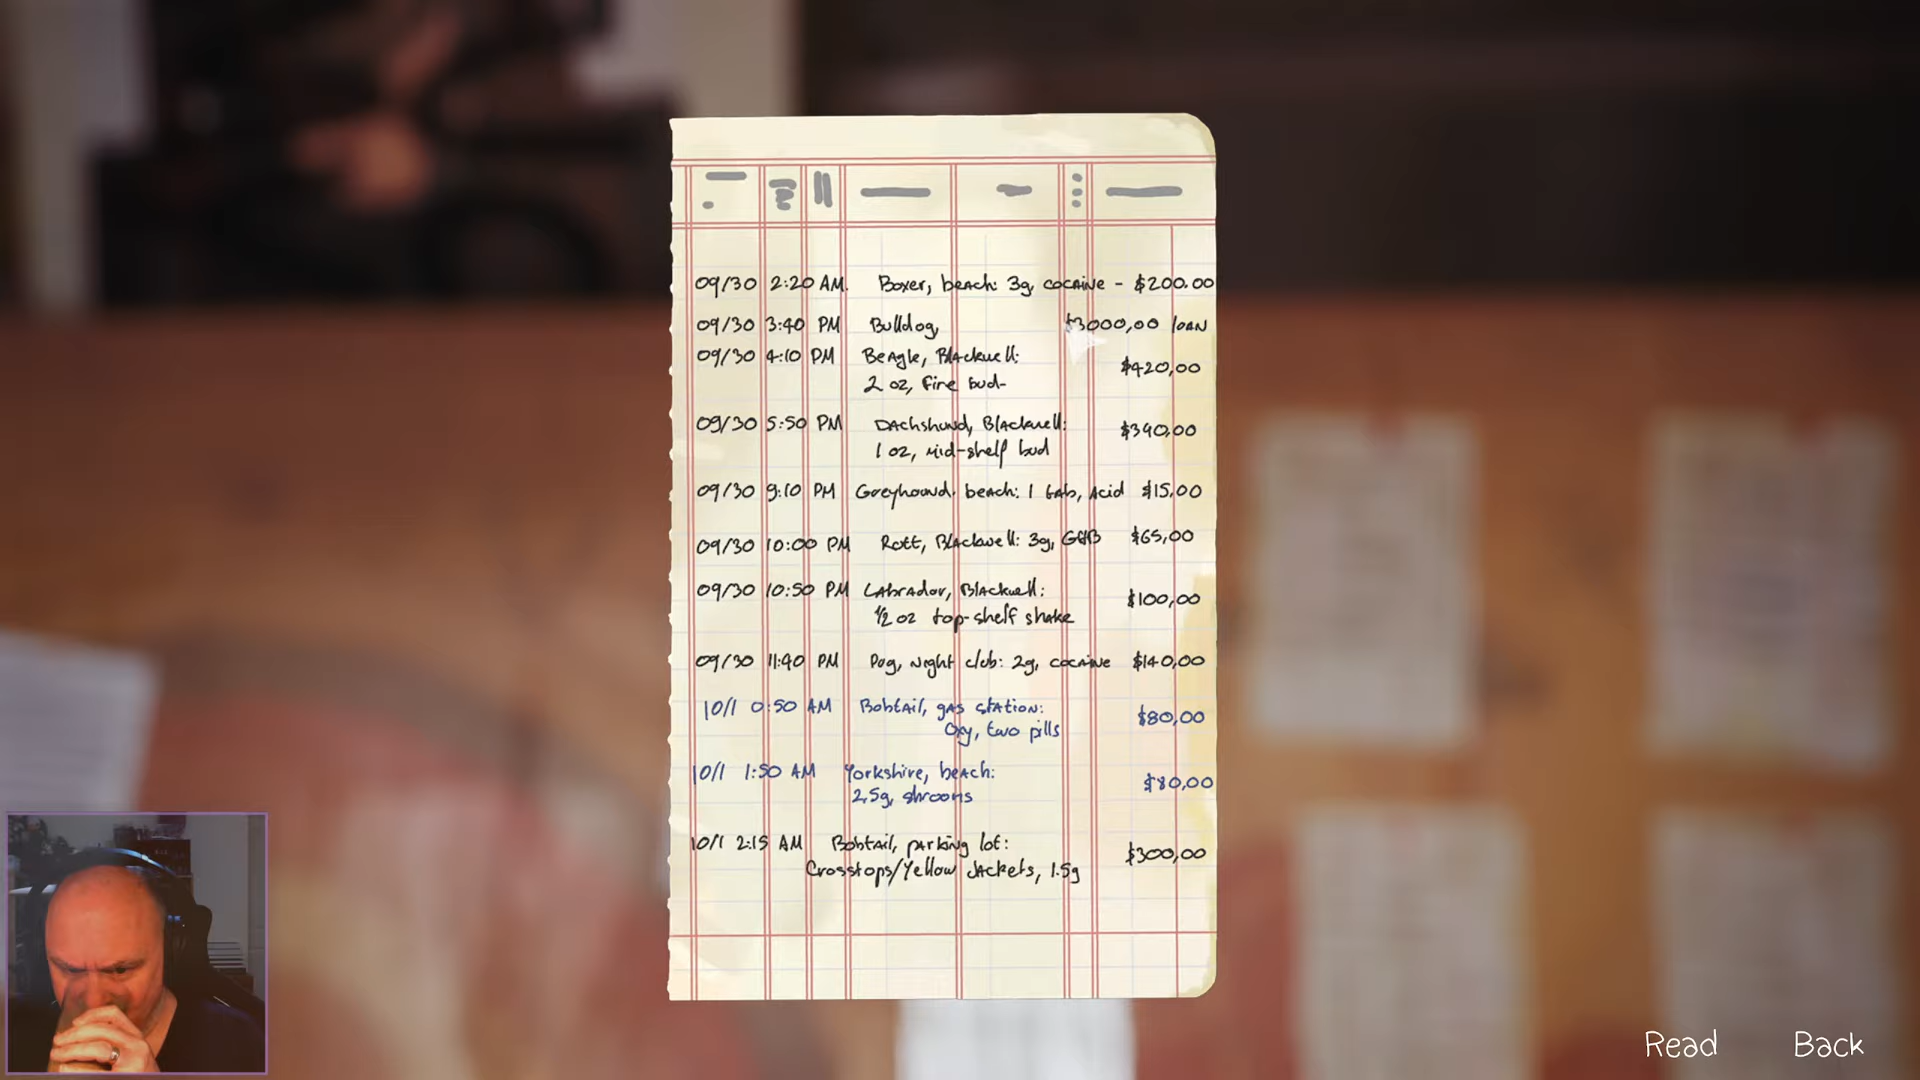 09/30 2:20 AM. Boxer, beach: 3g, cocaine - $200.00
09/30 3:40 PM Bulldog, $3000,00 loan
09/30 4:10 PM Beagle, Blackwell:
2 oz, fire bud- $420,00
09/30 5:50 PM Dachshund, Blackwell: $390,00
1 oz, mid-shelf bud
09/30 9:10 PM Greyhound, beach: 1 tab, Acid $15,00
09/30 10:00 PM Rott, Blackwell: 3g, GHB $65,00
09/30 10:50 PM Labrador, Blackwell: $100,00
1/2 oz top-shelf shake
09/30 11:40 PM Pog, night club: 2g, cocaine $140,00
10/1 0:50 AM Bobtail, gas station: $80,00
Oxy, two pills
10/1 1:50 AM Yorkshire, beach: $80,00
2,5g, shrooms
10/1 2:15 AM Bobtail, parking lot: $300,00
Crosstops/Yellow Jackets, 1.5g
Read Back